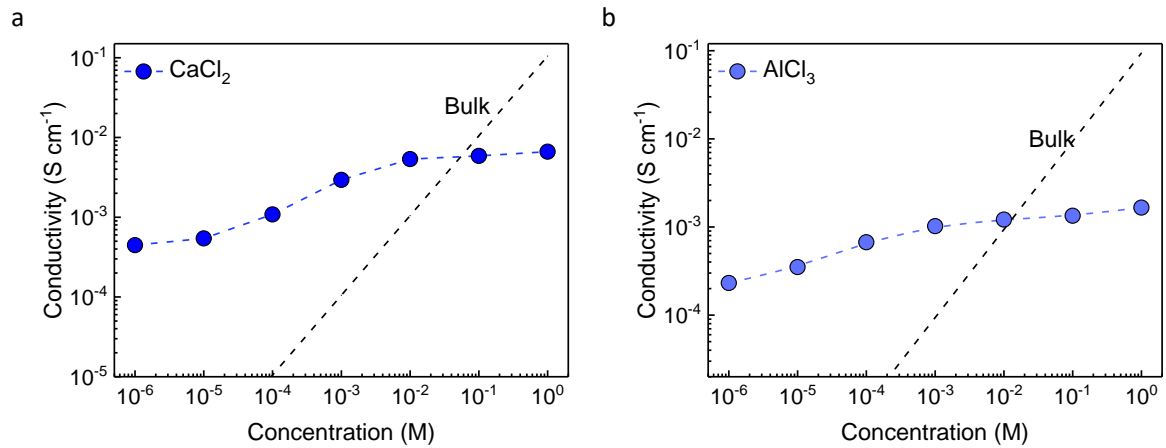 a
10⁻¹
CaCl₂
Bulk
10⁻²
10⁻³
10⁻⁴
10⁻⁵
Conductivity (S cm⁻¹)
10⁻⁶ 10⁻⁵ 10⁻⁴ 10⁻³ 10⁻² 10⁻¹ 10⁰
Concentration (M)
b
10⁻¹
AlCl₃
Bulk
10⁻²
10⁻³
10⁻⁴
Conductivity (S cm⁻¹)
10⁻⁶ 10⁻⁵ 10⁻⁴ 10⁻³ 10⁻² 10⁻¹ 10⁰
Concentration (M)